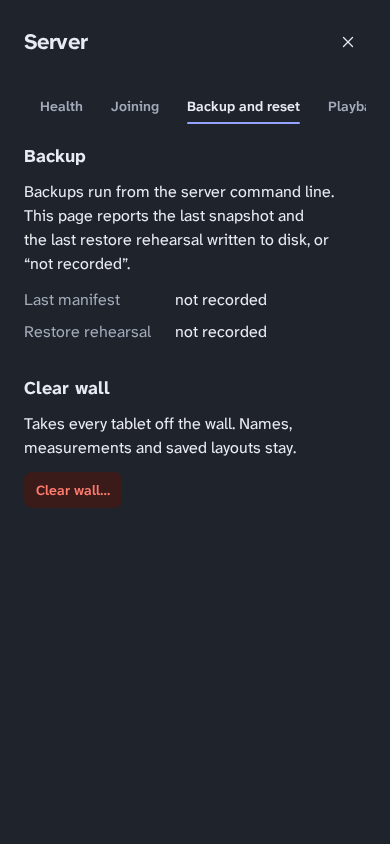 Server
Health Joining Backup and reset
Backup
Backups run from the server command line.
This page reports the last snapshot and
the last restore rehearsal written to disk, or
“not recorded”.
Last manifest not recorded
Restore rehearsal not recorded
Clear wall
Takes every tablet off the wall. Names,
measurements and saved layouts stay.
Clear wall...